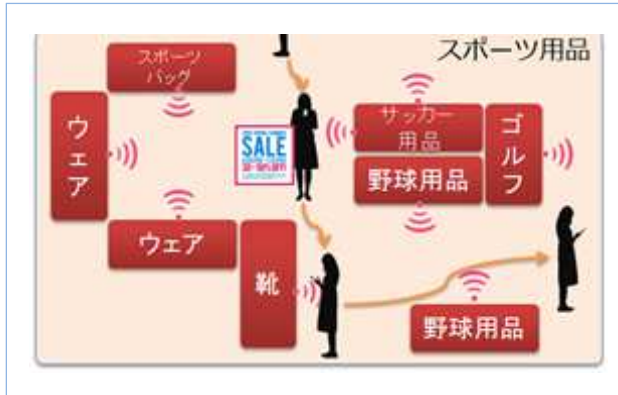 スポーツ用品
スポーツ
バッグ
ウェア
SALE
サッカー
用品
ゴルフ
野球用品
ウェア
靴
野球用品